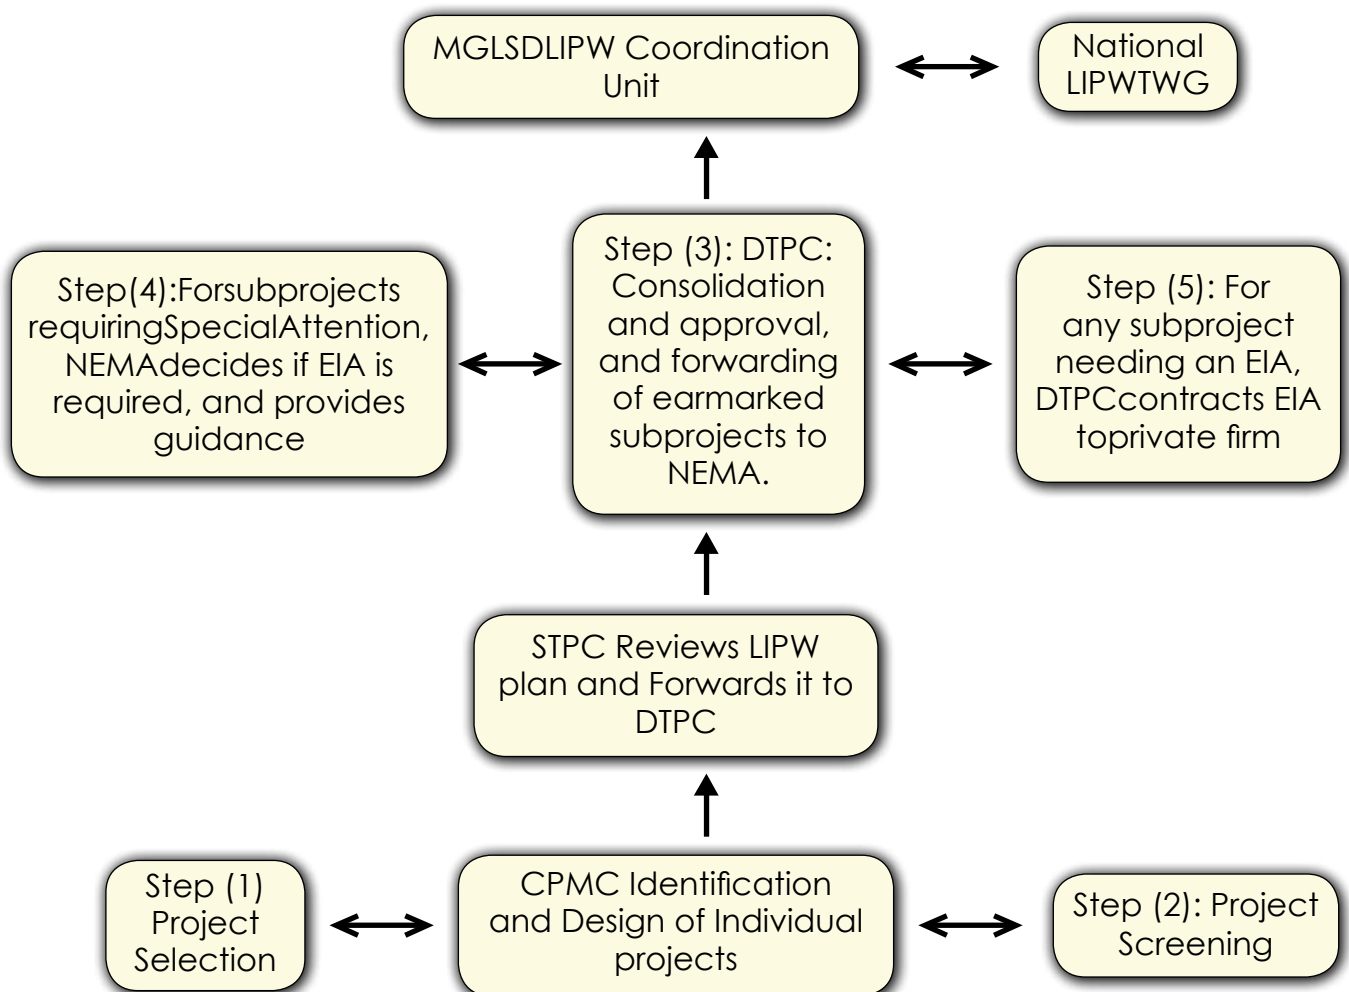 MGLSDLIPW Coordination
Unit
National
LIPWTWG
Step(4):Forsubprojects
requiringSpecialAttention,
NEMAdecides if EIA is
required, and provides
guidance
Step (3): DTPC:
Consolidation
and approval,
and forwarding
of earmarked
subprojects to
NEMA.
Step (5): For
any subproject
needing an EIA,
DTPCcontracts EIA
toprivate firm
STPC Reviews LIPW
plan and Forwards it to
DTPC
Step (1)
Project
Selection
CPMC Identification
and Design of Individual
projects
Step (2): Project
Screening